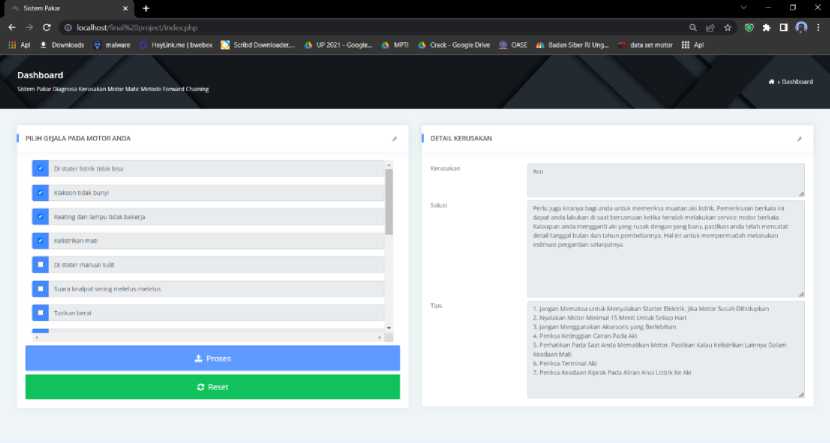 Sistem Pakar
localhost/final%20project/index.php
Apl
Downloads
malware
HayLink.me | bwebox
Scribd Downloader...
UP 2021 – Google...
MPTI
Crack - Google Drive
OASE
Badan Siber RI Ung...
data set motor
Apl
Dashboard
Sistem Pakar Diagnosa Kerusakan Motor Matic Metode Forward Chaining
Dashboard
PILIH GEJALA PADA MOTOR ANDA
Di stater listrik tidak bisa
Klakson tidak bunyi
Reating dan lampu tidak bekerja
Kelistrikan mati
Di stater manual sulit
Suara knalpot sering meletus-meletus
Tarikan berat
Proses
Reset
DETAIL KERUSAKAN
Kerusakan
Solusi
Perlu juga kiranya bagi anda untuk memeriksa muatan aki listrik. Pemeriksaan berkala ini
dapat anda lakukan di saat bersamaan ketika hendak melakukan service motor berkala.
Kalaupun anda mengganti aki yang rusak dengan yang baru, pastikan anda telah mencatat
detail tanggal bulan dan tahun pembeliannya. Hal ini untuk mempermudah melakukan
estimasi pergantian selanjutnya.
Tips
1. Jangan Memaksa untuk Menyalakan Starter Elektrik, Jika Motor Susah Dihidupkan
2. Nyalakan Motor Minimal 15 Menit Untuk Setiap Hari
3. Jangan Menggunakan Aksesoris yang Berlebihan
4. Periksa Ketinggian Cairan Pada Aki
5. Perhatikan Pada Saat Anda Mematikan Motor, Pastikan Kalau Kelistrikan Lainnya Dalam
Keadaan Mati
6. Periksa Terminal Aki
7. Periksa Keadaan Kiprok Pada Aliran Arus Listrik Ke Aki